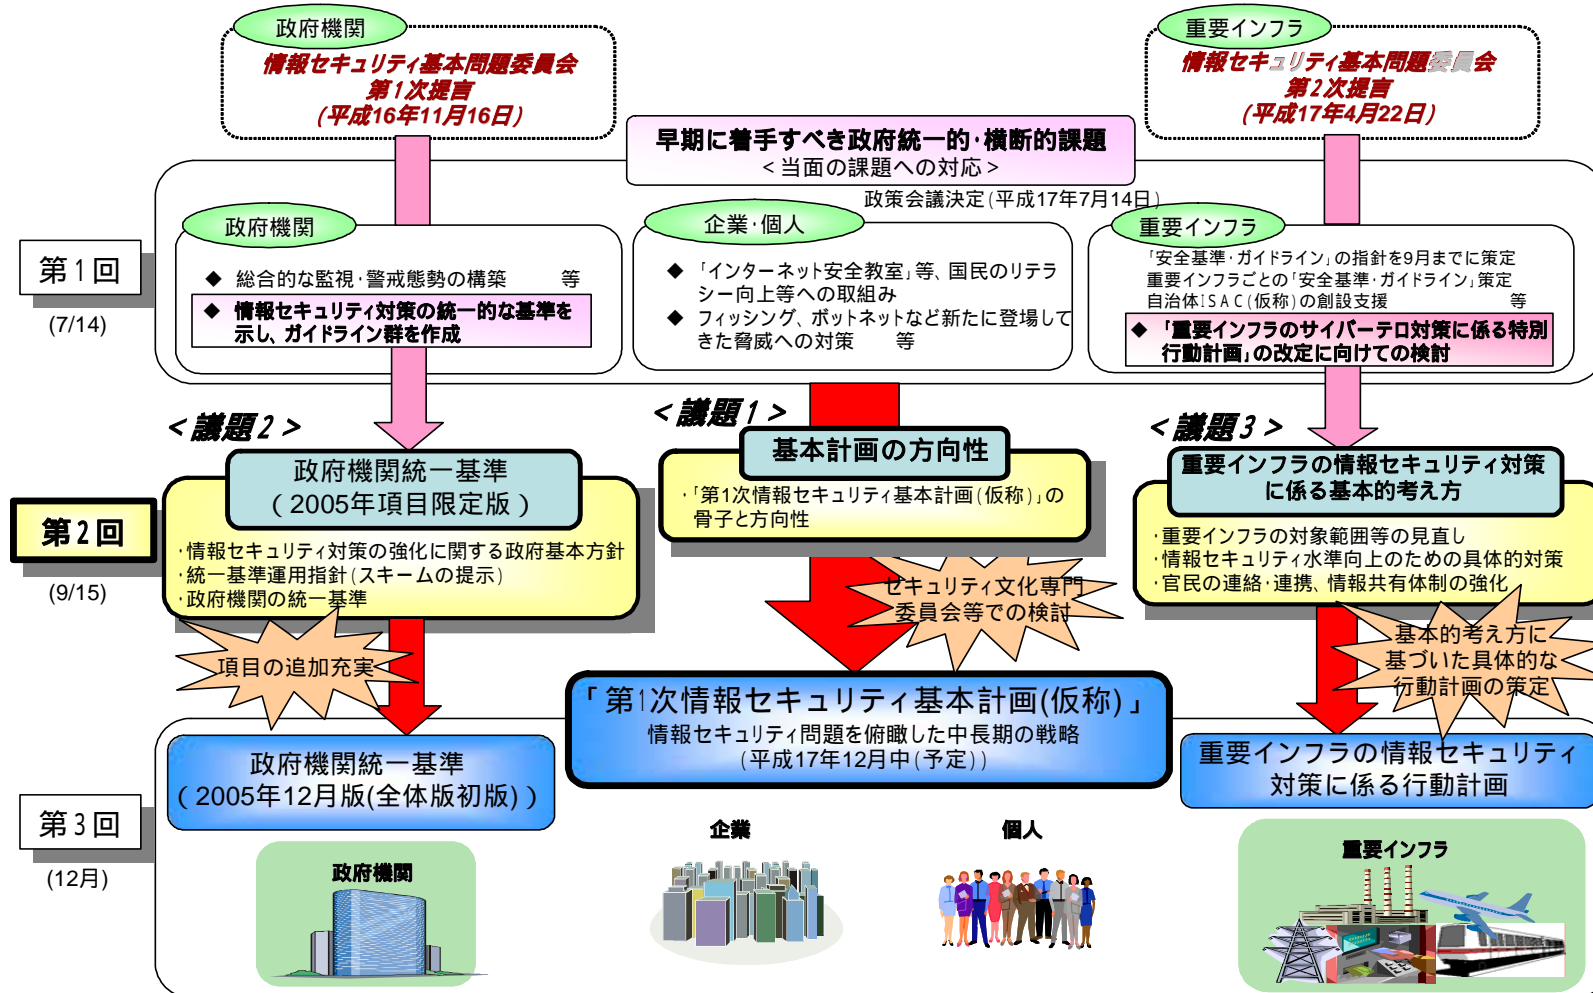 政府機関
情報セキュリティ基本問題委員会
第1次提言
(平成16年11月16日)
重要インフラ
情報セキュリティ基本問題委員会
第2次提言
(平成17年4月22日)
早期に着手すべき政府統一的・横断的課題
<当面の課題への対応>
政策会議決定(平成17年7月14日)
第1回
(7/14)
政府機関
◆ 総合的な監視・警戒態勢の構築 等
◆ 情報セキュリティ対策の統一的な基準を
示し、ガイドライン群を作成
企業・個人
◆ 「インターネット安全教室」等、国民のリテラ
シー向上等への取組み
◆ フィッシング、ボットネットなど新たに登場して
きた脅威への対策 等
重要インフラ
「安全基準・ガイドライン」の指針を9月までに策定
重要インフラごとの「安全基準・ガイドライン」策定
自治体ISAC(仮称)の創設支援 等
◆ 「重要インフラのサイバーテロ対策に係る特別
行動計画」の改定に向けての検討
<議題2>
<議題1>
<議題3>
第2回
(9/15)
政府機関統一基準
(2005年項目限定版)
・情報セキュリティ対策の強化に関する政府基本方針
・統一基準運用指針(スキームの提示)
・政府機関の統一基準
基本計画の方向性
・「第1次情報セキュリティ基本計画(仮称)」の
骨子と方向性
重要インフラの情報セキュリティ対策
に係る基本的考え方
・重要インフラの対象範囲等の見直し
・情報セキュリティ水準向上のための具体的対策
・官民の連絡・連携、情報共有体制の強化
項目の追加充実
セキュリティ文化専門
委員会等での検討
基本的考え方に
基づいた具体的な
行動計画の策定
第3回
(12月)
政府機関統一基準
(2005年12月版(全体版初版))
「第1次情報セキュリティ基本計画(仮称)」
情報セキュリティ問題を俯瞰した中長期の戦略
(平成17年12月中(予定))
重要インフラの情報セキュリティ
対策に係る行動計画
政府機関
企業
個人
重要インフラ